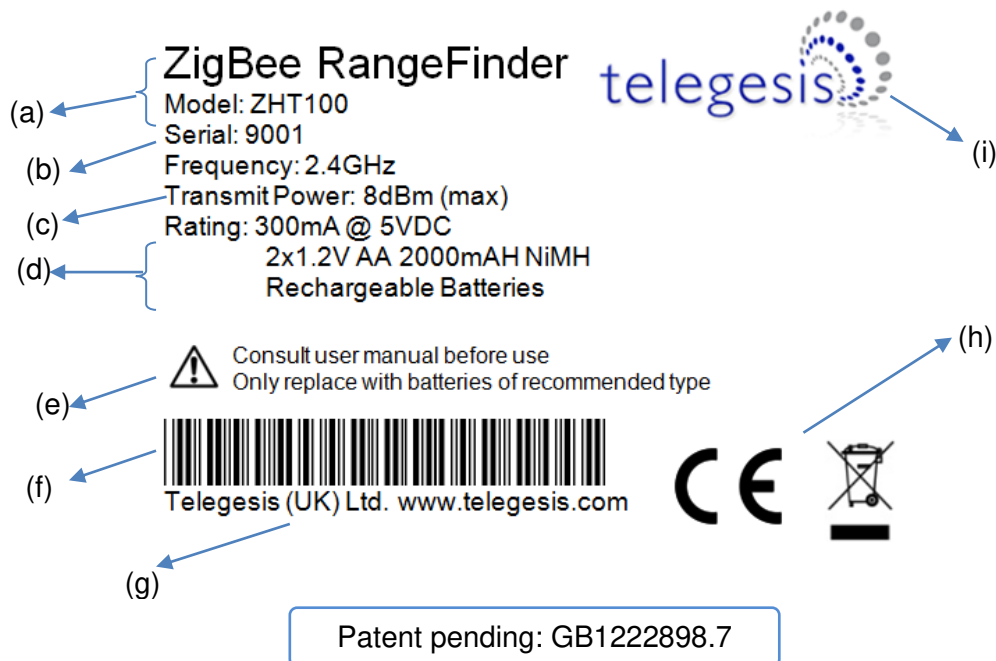 ZigBee RangeFinder
telegesis
(a)
Model: ZHT100
Serial: 9001
(i)
(b)
Frequency: 2.4GHz
Transmit Power: 8dBm (max)
(c)
Rating: 300mA @ 5VDC
(d)
2x1.2V AA 2000mAH NiMH
Rechargeable Batteries
(h)
Consult user manual before use
Only replace with batteries of recommended type
(e)
(f)
Telegesis (UK) Ltd. www.telegesis.com
CE
(g)
Patent pending: GB1222898.7